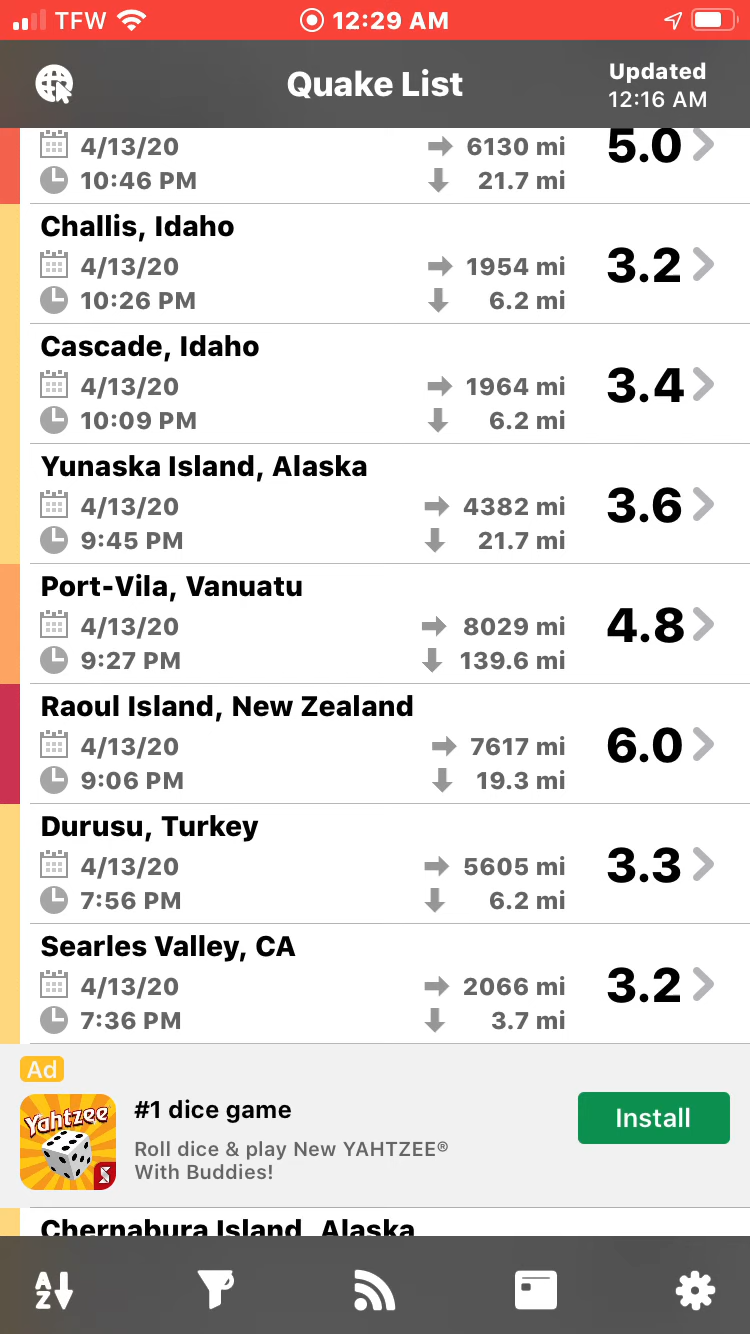 TFW 12:29 AM
Quake List
Updated
12:16 AM
4/13/20 6130 mi 5.0
10:46 PM 21.7 mi
Challis, Idaho
4/13/20 1954 mi 3.2
10:26 PM 6.2 mi
Cascade, Idaho
4/13/20 1964 mi 3.4
10:09 PM 6.2 mi
Yunaska Island, Alaska
4/13/20 4382 mi 3.6
9:45 PM 21.7 mi
Port-Vila, Vanuatu
4/13/20 8029 mi 4.8
9:27 PM 139.6 mi
Raoul Island, New Zealand
4/13/20 7617 mi 6.0
9:06 PM 19.3 mi
Durusu, Turkey
4/13/20 5605 mi 3.3
7:56 PM 6.2 mi
Searles Valley, CA
4/13/20 2066 mi 3.2
7:36 PM 3.7 mi
Ad
Yahtzee
#1 dice game
Roll dice & play New YAHTZEE®
With Buddies!
Install
Chernabura Island, Alaska
A
Z